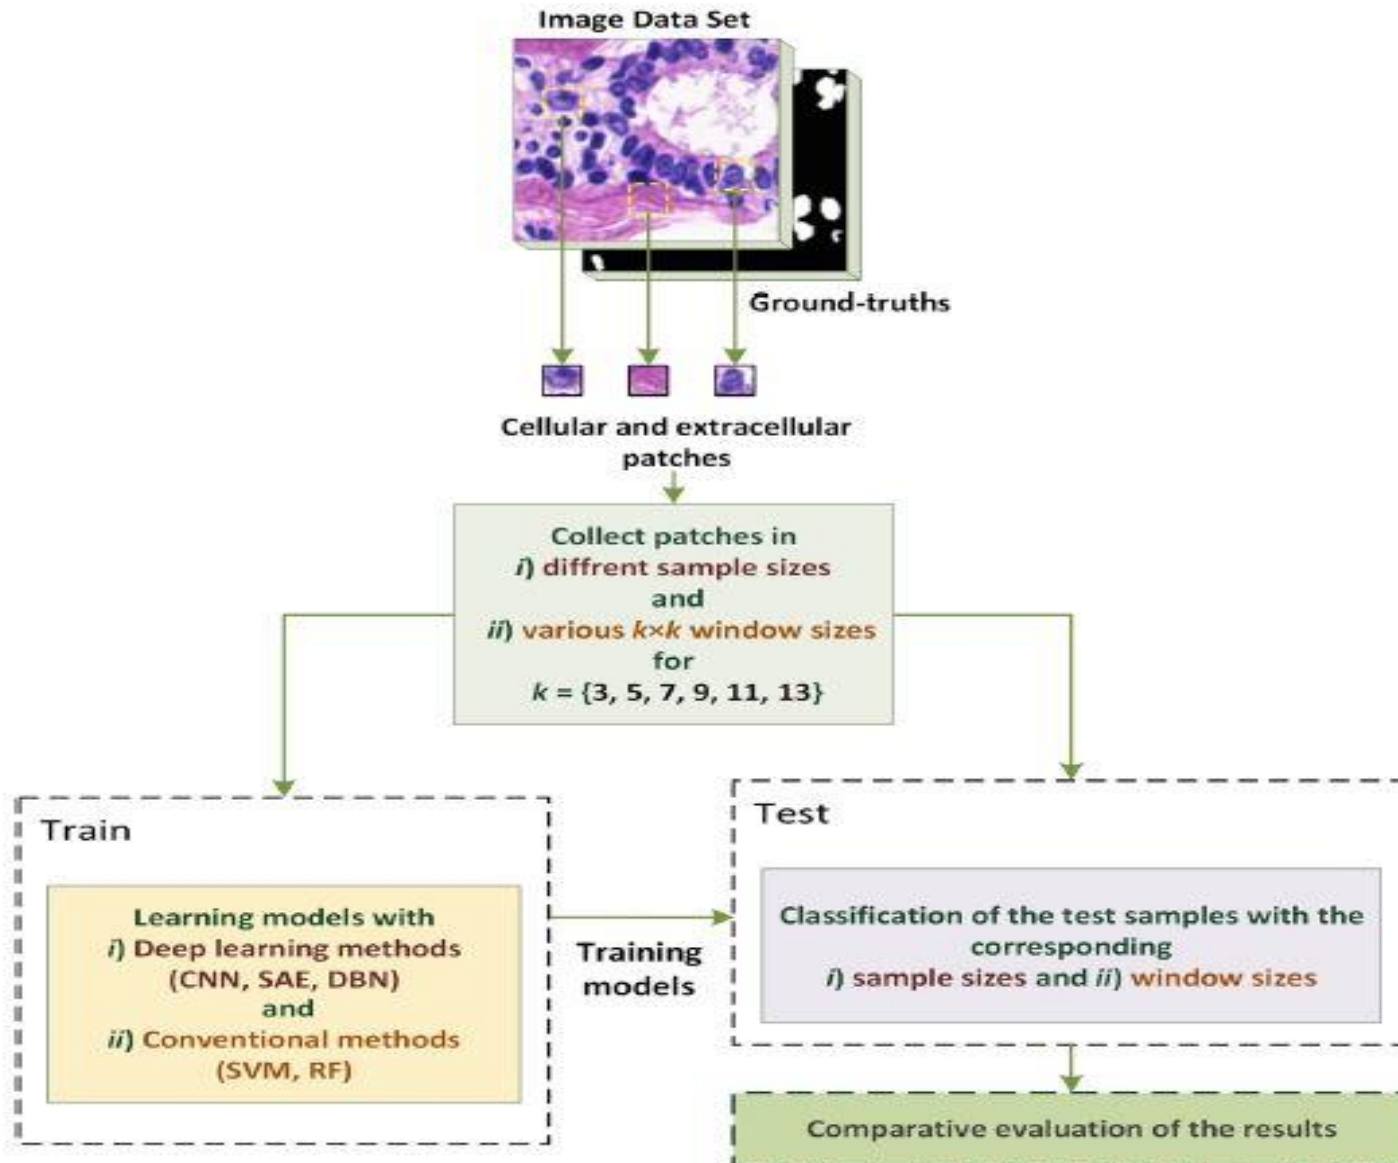 Image Data Set
Ground-truths
Cellular and extracellular
patches
Collect patches in
i) diffrent sample sizes
and
ii) various k×k window sizes
for
k = {3, 5, 7, 9, 11, 13}
Train
Learning models with
i) Deep learning methods
(CNN, SAE, DBN)
and
ii) Conventional methods
(SVM, RF)
Training
models
Test
Classification of the test samples with the
corresponding
i) sample sizes and ii) window sizes
Comparative evaluation of the results